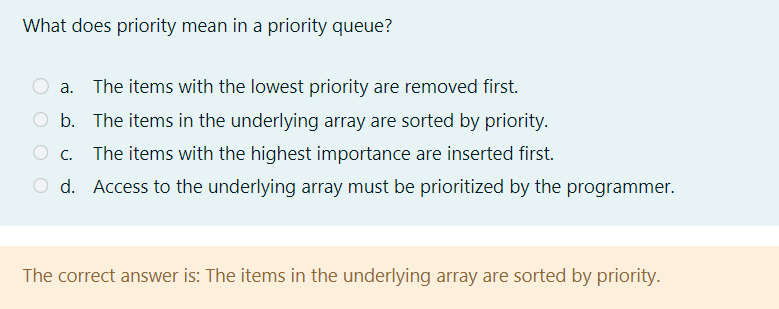 What does priority mean in a priority queue?
a. The items with the lowest priority are removed first.
b. The items in the underlying array are sorted by priority.
c. The items with the highest importance are inserted first.
d. Access to the underlying array must be prioritized by the programmer.
The correct answer is: The items in the underlying array are sorted by priority.